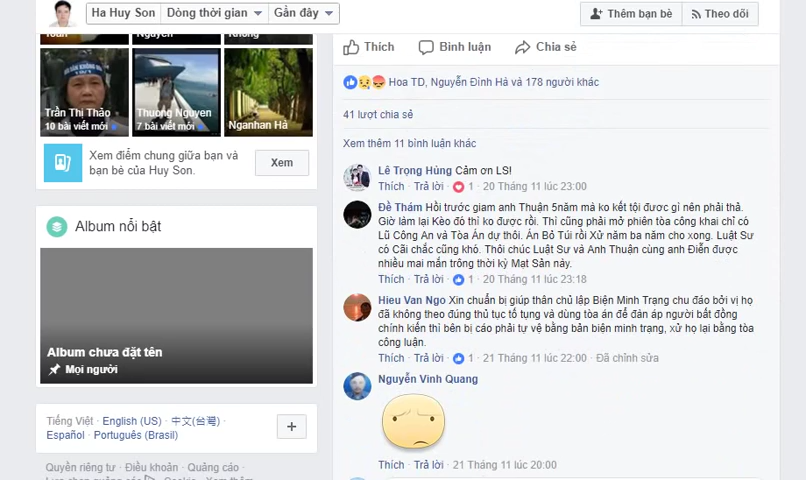 Ha Huy Son
Dòng thời gian
Gần đây
Thêm bạn bè
Theo dõi
Toàn
Nguyen
Trần Thị Thảo
10 bài viết mới
Thuong Nguyen
7 bài viết mới
Nganhan Hà
Xem điểm chung giữa bạn và
bạn bè của Huy Son.
Xem
Album nổi bật
Album chưa đặt tên
Mọi người
Tiếng Việt · English (US) · 中文(台灣) ·
Español · Português (Brasil)
Quyền riêng tư · Điều khoản · Quảng cáo ·
Thích Bình luận Chia sẻ
Hoa TD, Nguyễn Đình Hà và 178 người khác
41 lượt chia sẻ
Xem thêm 11 bình luận khác
Lê Trọng Hùng Cảm ơn LS!
Thích · Trả lời · 1 · 20 Tháng 11 lúc 23:00
Đề Thám Hồi trước giam anh Thuận 5năm mà ko kết tội được gì nên phải thả.
Giờ làm lại Kèo đó thì ko được rồi. Thì cũng phải mở phiên tòa công khai chỉ có
Lũ Công An và Tòa Án dự thôi. Án Bỏ Túi rồi Xử năm ba năm cho xong. Luật Sư
có Cãi chắc cũng khó. Thôi chúc Luật Sư và Anh Thuận cùng anh Điển được
nhiều mai mắn trông thời kỳ Mạt Sản này.
Thích · Trả lời · 1 · 20 Tháng 11 lúc 23:18
Hieu Van Ngo Xin chuẩn bị giúp thân chủ lập Biện Minh Trạng chu đáo bởi vị họ
đã không theo đúng thủ tục tố tụng và dùng tòa án để đán áp người bất đồng
chính kiến thì bên bị cáo phải tự vệ bằng bản biện minh trạng, xử họ lại bằng tòa
công luận.
Thích · Trả lời · 1 · 21 Tháng 11 lúc 22:00 · Đã chỉnh sửa
Nguyễn Vinh Quang
Thích · Trả lời · 21 Tháng 11 lúc 20:00